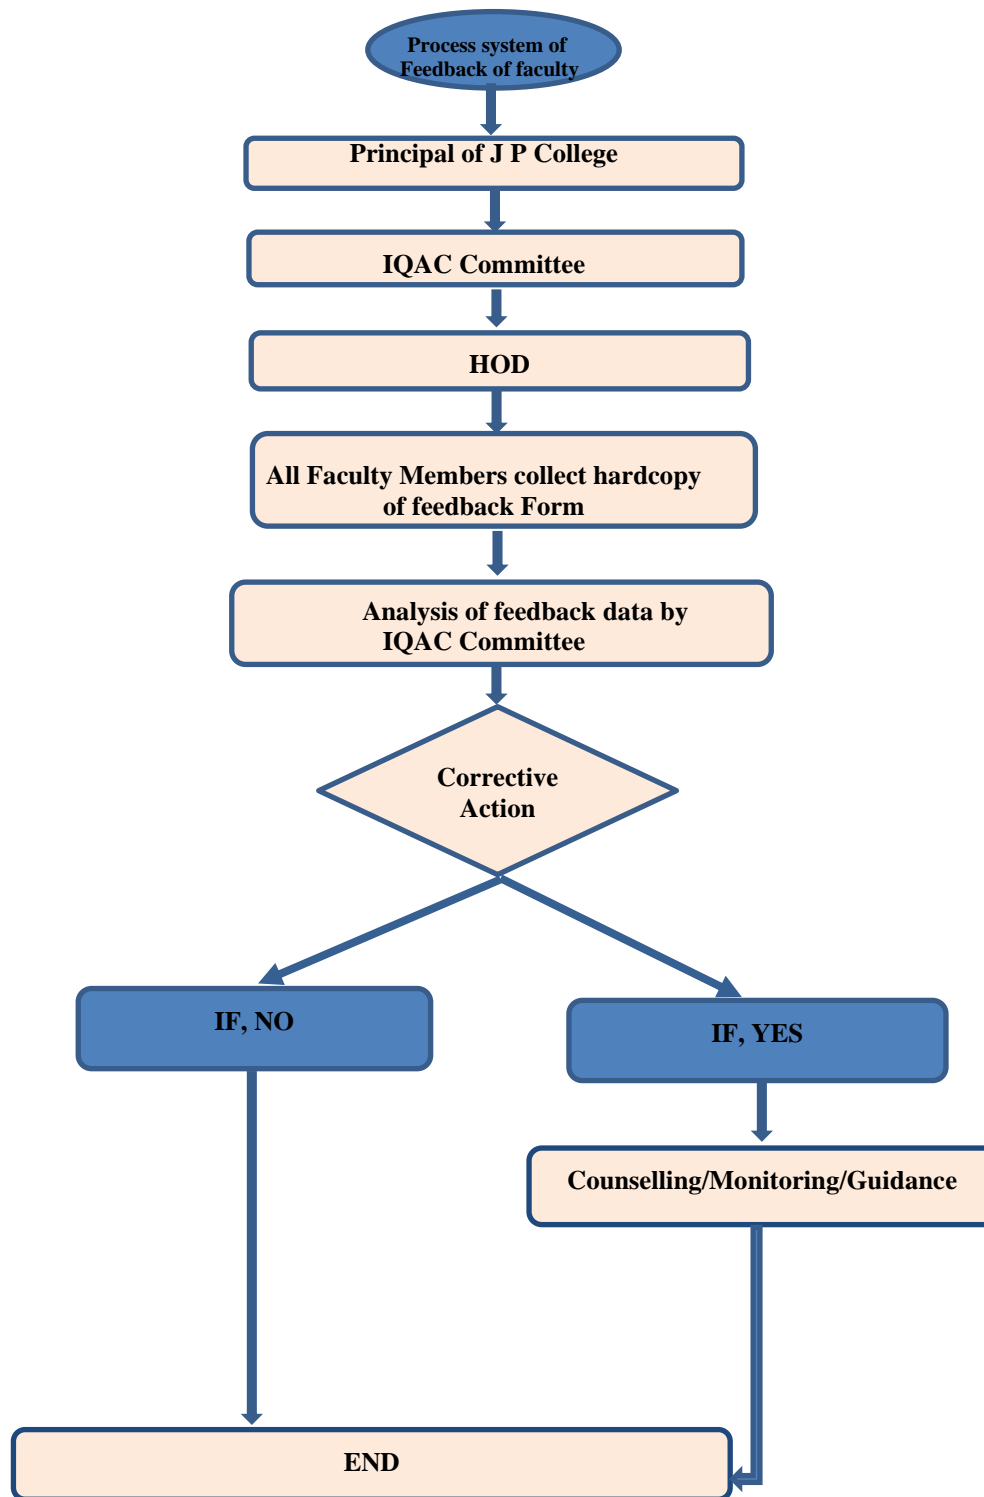 Process system of
Feedback of faculty
Principal of J P College
IQAC Committee
HOD
All Faculty Members collect hardcopy
of feedback Form
Analysis of feedback data by
IQAC Committee
Corrective
Action
IF, NO
IF, YES
Counselling/Monitoring/Guidance
END